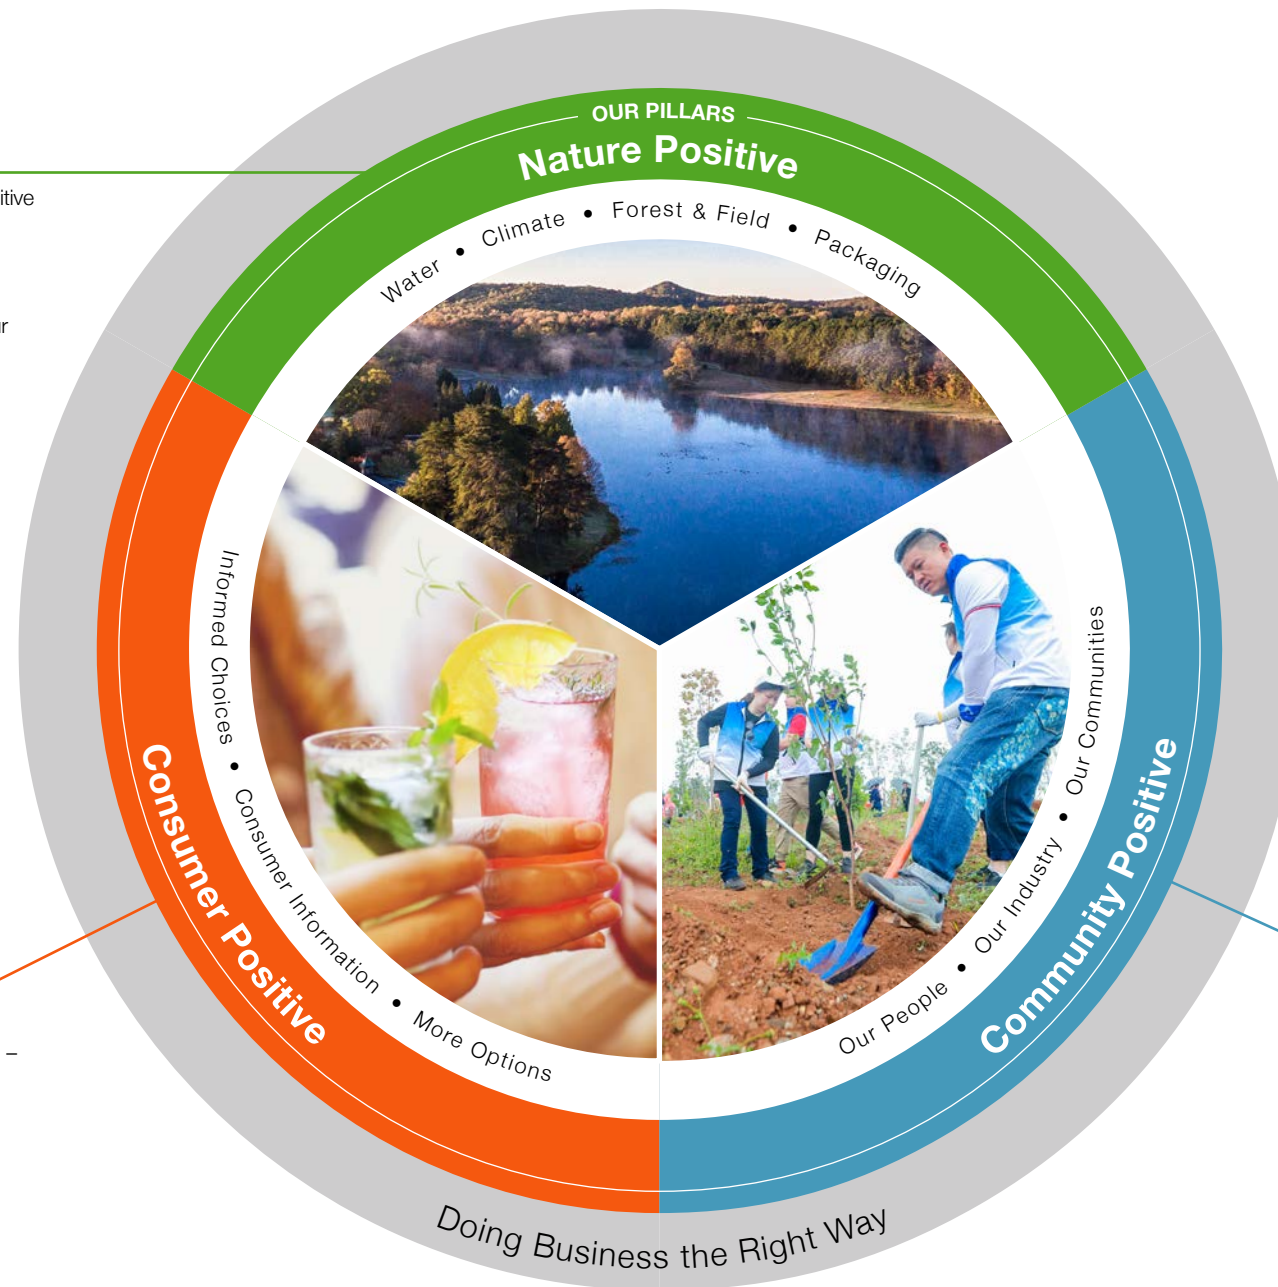 OUR PILLARS
Nature Positive
Water • Climate • Forest & Field • Packaging
Informed Choices • Consumer Information • More Options
Consumer Positive
Our People • Our Industry • Our Communities
Community Positive
Doing Business the Right Way
–